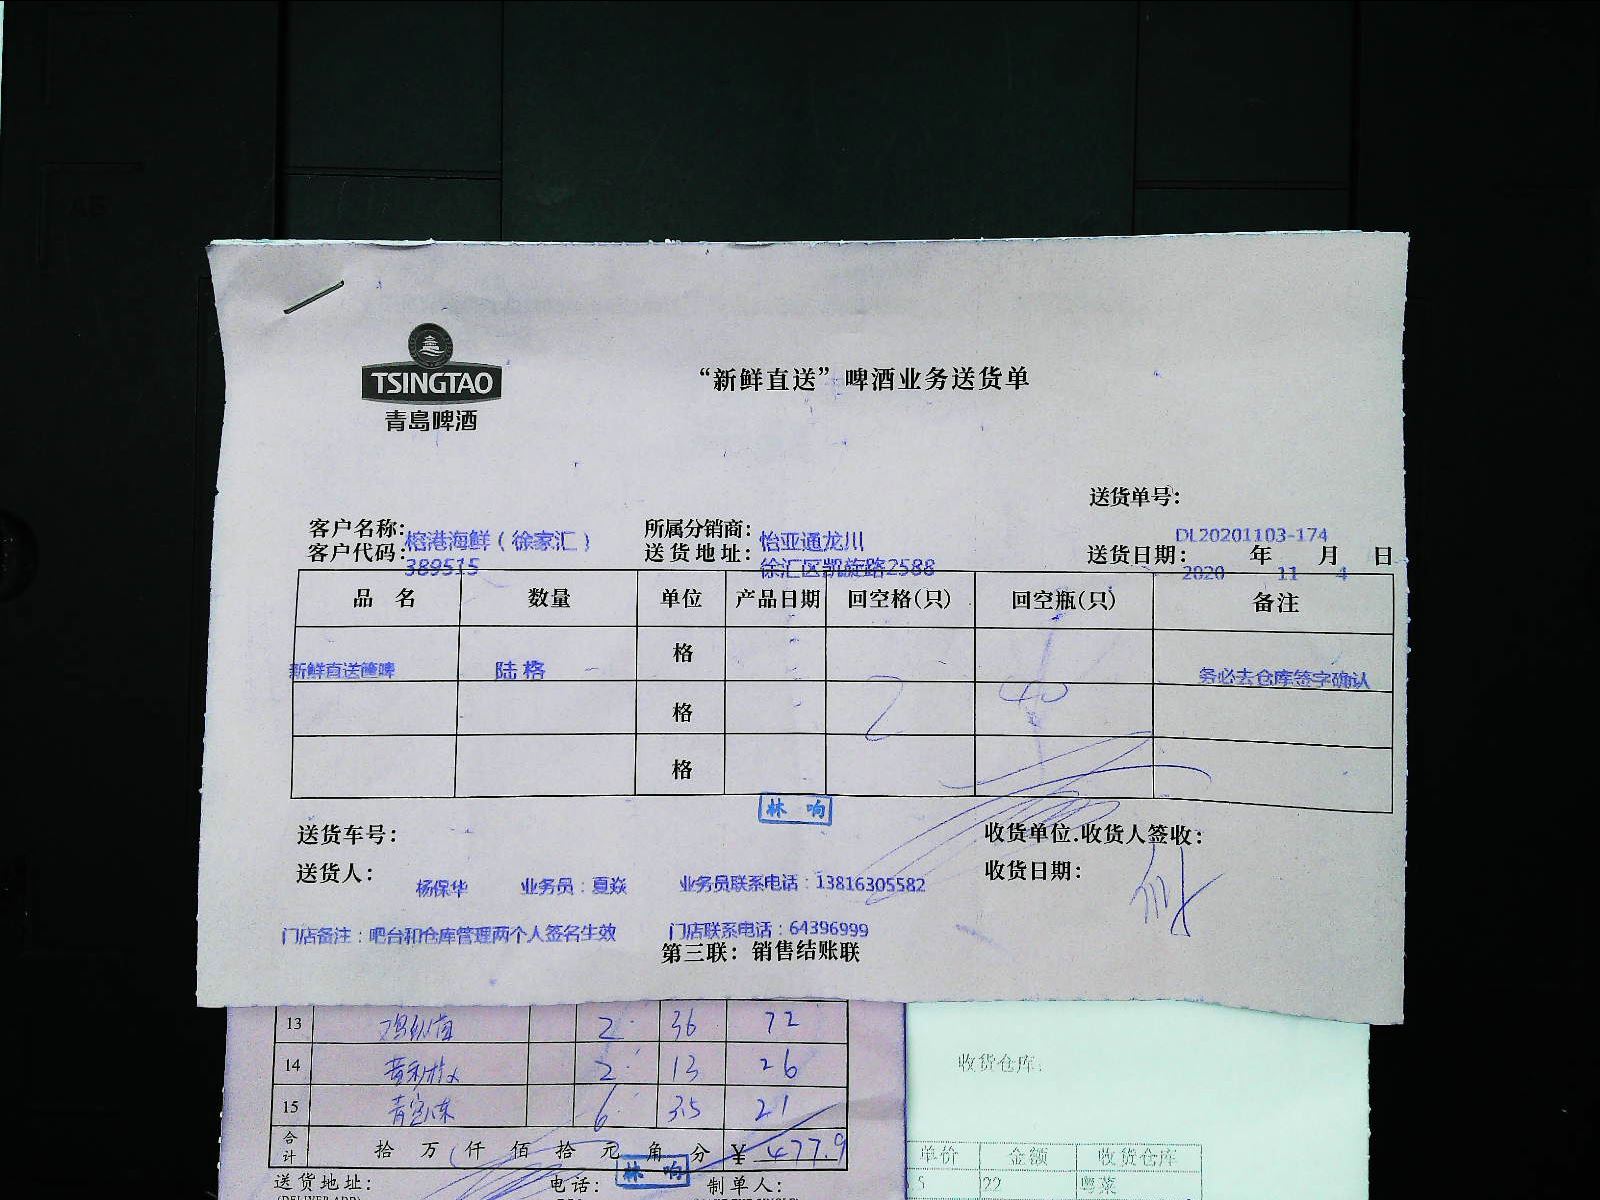 TSINGTAO
青島啤酒
“新鲜直送”啤酒业务送货单
送货单号：
DL20201103-174
客户名称：榕港海鲜（徐家汇）
所属分销商：怡亚通龙川
客户代码：389515
送货地址：徐汇区凯旋路2588
送货日期：2020年11月4日
品名 数量 单位 产品日期 回空格(只) 回空瓶(只) 备注
新鲜直送 陆格 格 务必去仓库签字确认
格 2 40
格
林 响
送货车号：
收货单位.收货人签收：
送货人：杨保华 业务员：夏焱 业务员联系电话：13816305582
收货日期：
门店备注：吧台和仓库管理两个人签名生效 门店联系电话：64396999
第三联：销售结账联
13 2 36 72
14 2 13 26
15 6 3.5 21
合计 拾 万 仟 佰 拾 元 角 分 ¥ 477.9
林 响
送货地址： 电话： 制单人：
收货仓库：
单价 金额 收货仓库
5 22 粤菜